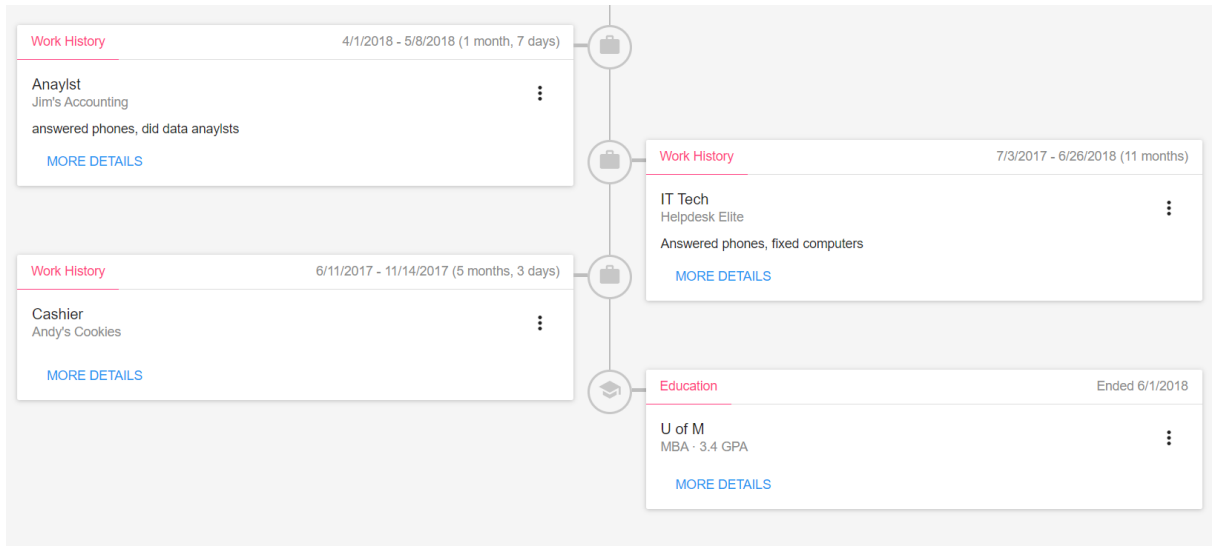 Work History 4/1/2018 - 5/8/2018 (1 month, 7 days)
Anaylst
Jim's Accounting
answered phones, did data anaylsts
MORE DETAILS
Work History 7/3/2017 - 6/26/2018 (11 months)
IT Tech
Helpdesk Elite
Answered phones, fixed computers
MORE DETAILS
Work History 6/11/2017 - 11/14/2017 (5 months, 3 days)
Cashier
Andy's Cookies
MORE DETAILS
Education Ended 6/1/2018
U of M
MBA · 3.4 GPA
MORE DETAILS